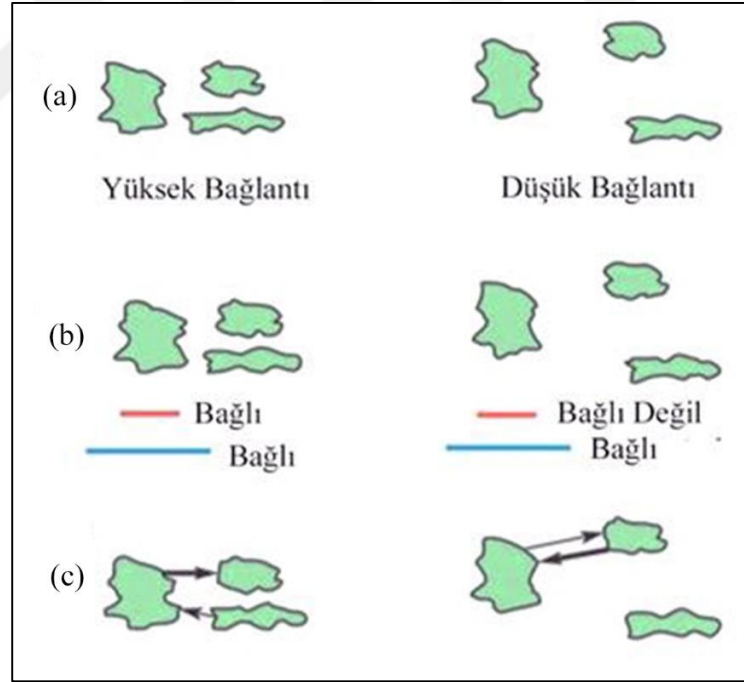 (a)
Yüksek Bağlantı
Düşük Bağlantı
(b)
Bağlı
Bağlı
Bağlı Değil
Bağlı
(c)